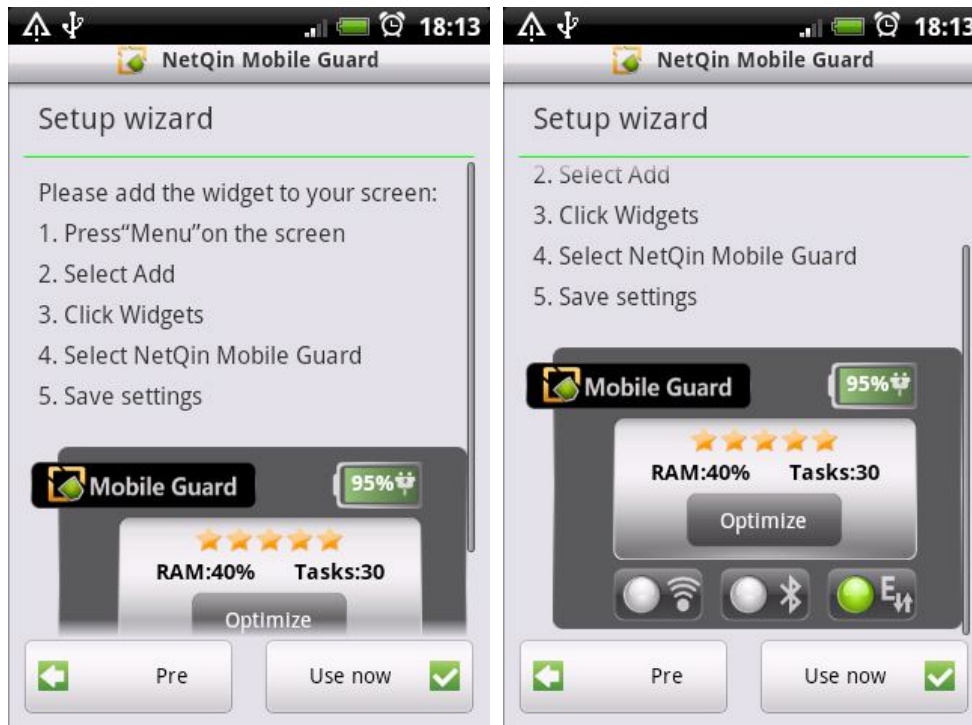 18:13
NetQin Mobile Guard
Setup wizard
Please add the widget to your screen:
1. Press“Menu”on the screen
2. Select Add
3. Click Widgets
4. Select NetQin Mobile Guard
5. Save settings
Mobile Guard
95%
RAM:40% Tasks:30
Optimize
Pre
Use now
18:13
NetQin Mobile Guard
Setup wizard
2. Select Add
3. Click Widgets
4. Select NetQin Mobile Guard
5. Save settings
Mobile Guard
95%
RAM:40% Tasks:30
Optimize
E
Pre
Use now